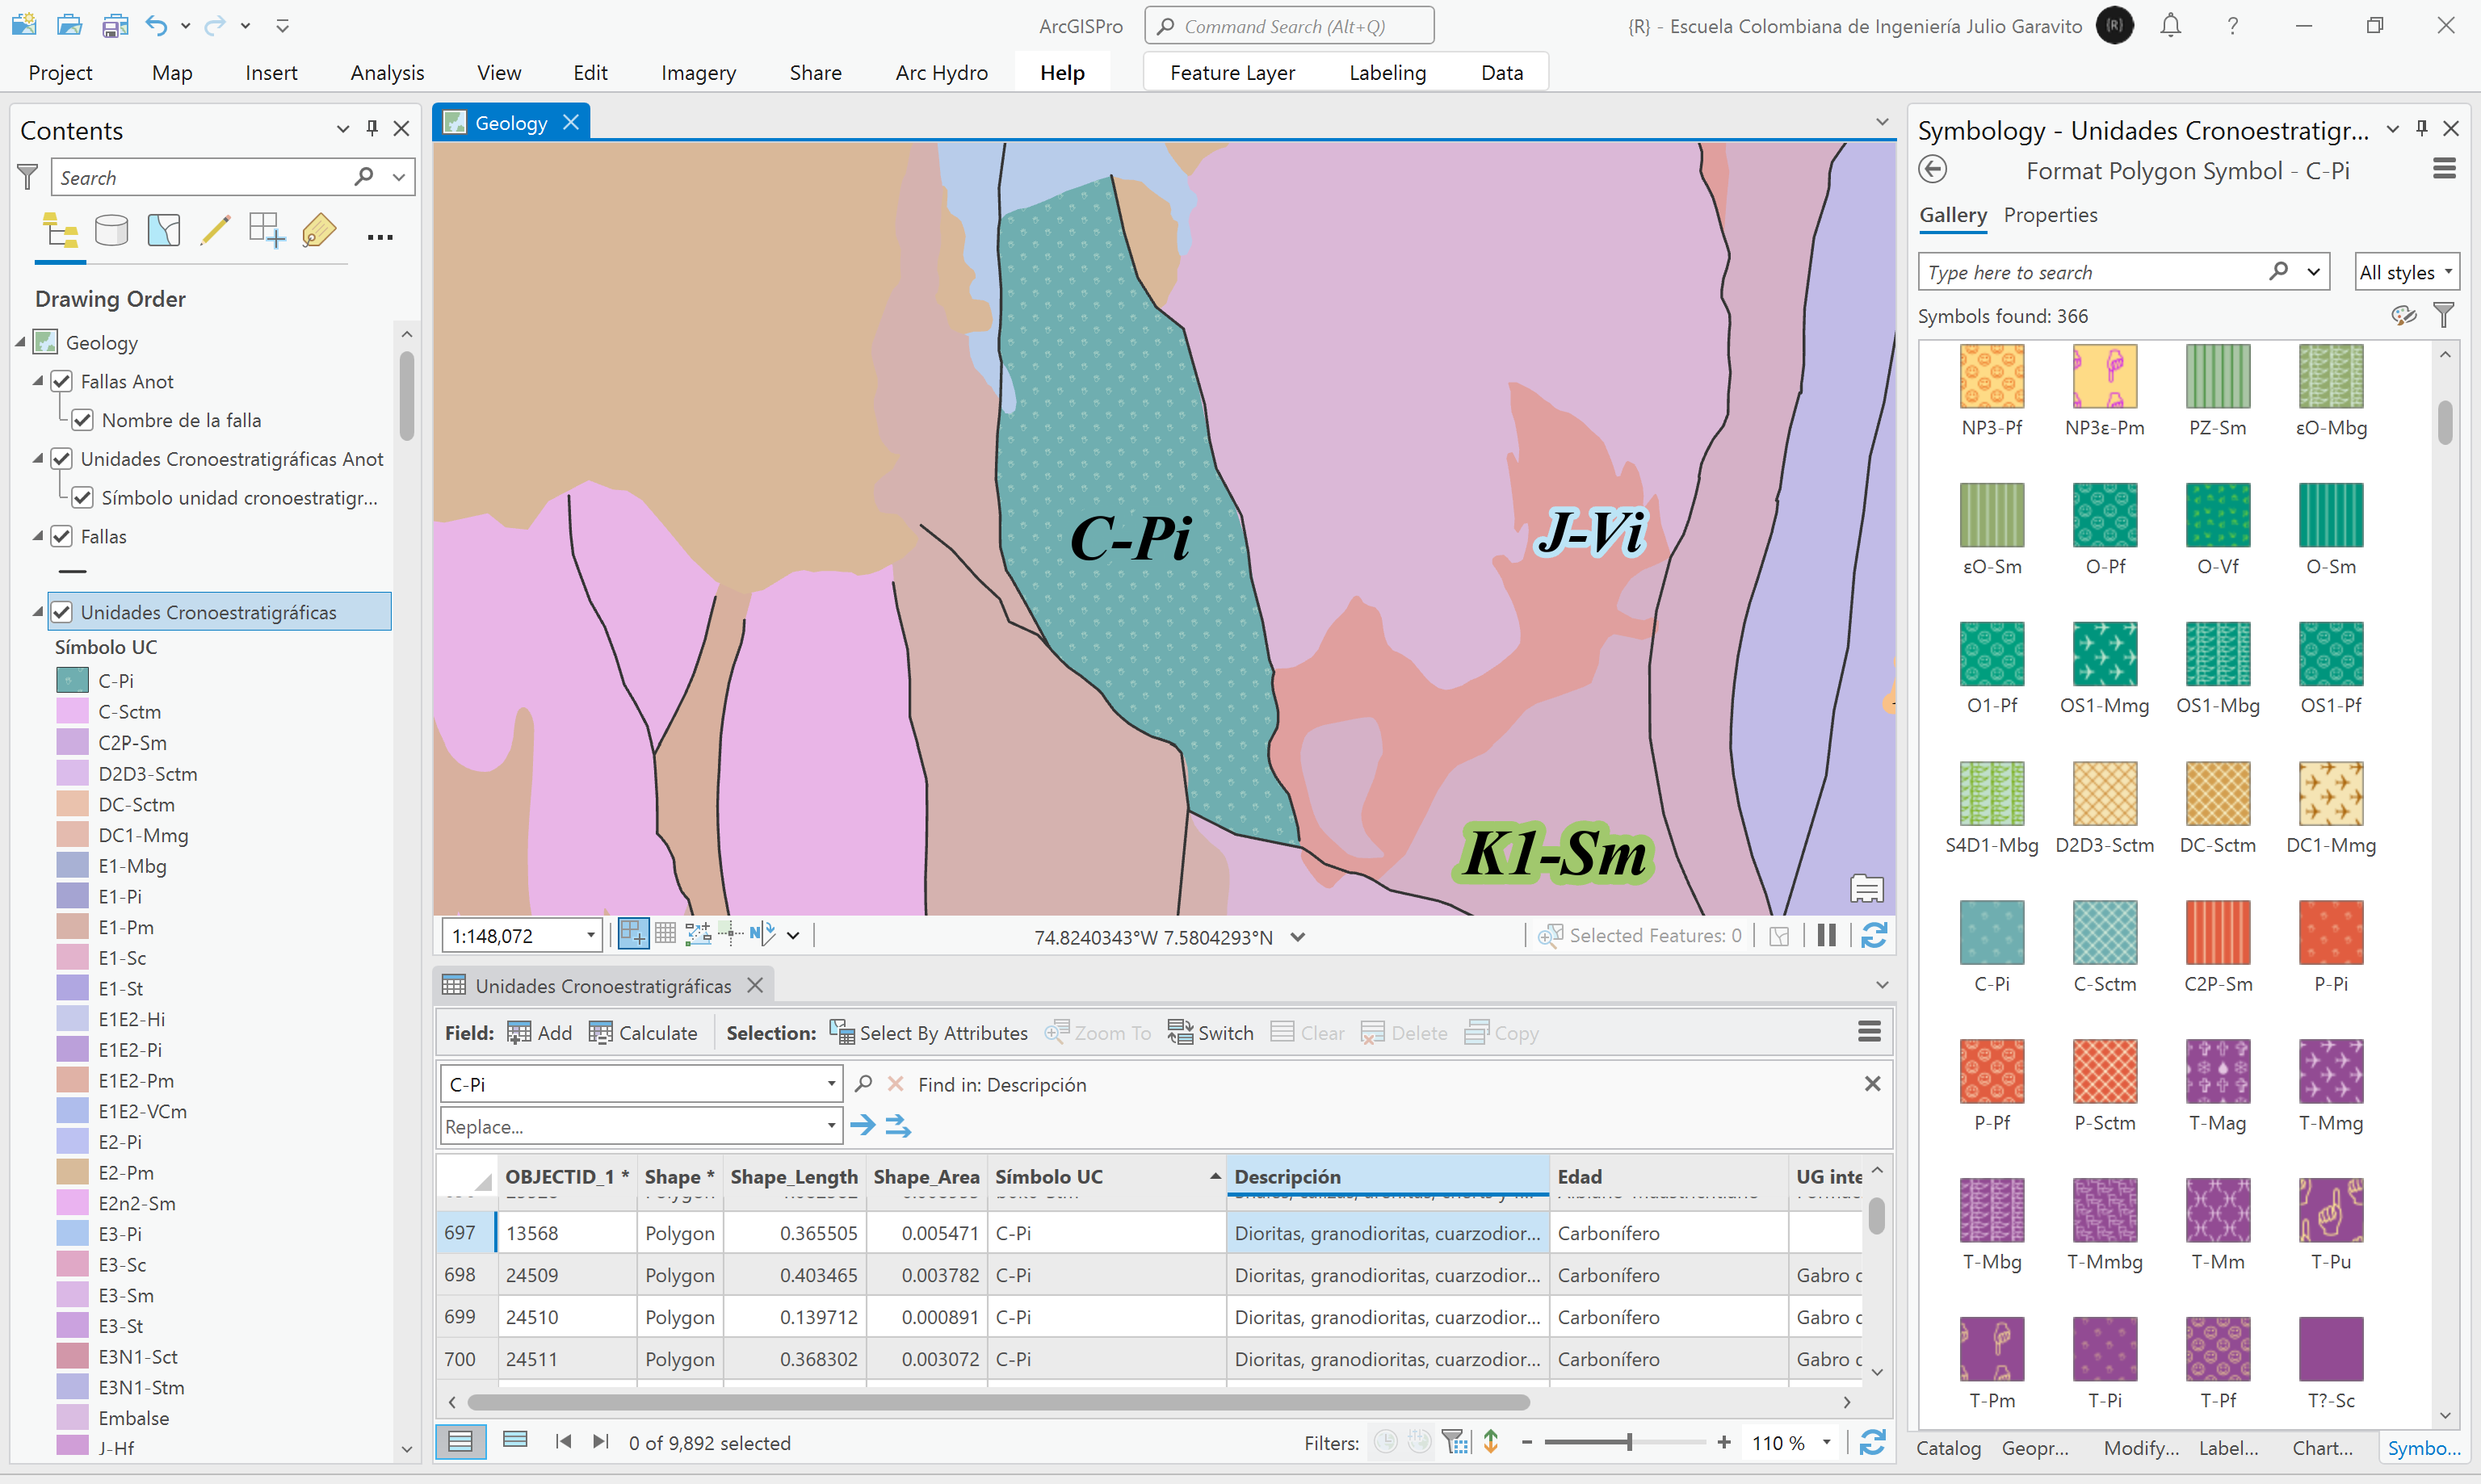 ArcGISPro
Command Search (Alt+Q)
{R} - Escuela Colombiana de Ingeniería Julio Garavito
{R}
Project Map Insert Analysis View Edit Imagery Share Arc Hydro Help Feature Layer Labeling Data
Contents
Search
Drawing Order
Geology
Fallas Anot
Nombre de la falla
Unidades Cronoestratigráficas Anot
Símbolo unidad cronoestratigr...
Fallas
Unidades Cronoestratigráficas
Símbolo UC
C-Pi
C-Sctm
C2P-Sm
D2D3-Sctm
DC-Sctm
DC1-Mmg
E1-Mbg
E1-Pi
E1-Pm
E1-Sc
E1-St
E1E2-Hi
E1E2-Pi
E1E2-Pm
E1E2-VCm
E2-Pi
E2-Pm
E2n2-Sm
E3-Pi
E3-Sc
E3-Sm
E3-St
E3N1-Sct
E3N1-Stm
Embalse
J-Hf
Geology
C-Pi
J-Vi
K1-Sm
1:148,072
74.8240343°W 7.5804293°N
Selected Features: 0
Unidades Cronoestratigráficas
Field: Add Calculate Selection: Select By Attributes Zoom To Switch Clear Delete Copy
C-Pi
Find in: Descripción
Replace...
OBJECTID_1 * Shape * Shape_Length Shape_Area Símbolo UC Descripción Edad UG inte
697 13568 Polygon 0.365505 0.005471 C-Pi Dioritas, granodioritas, cuarzodior... Carbonífero
698 24509 Polygon 0.403465 0.003782 C-Pi Dioritas, granodioritas, cuarzodior... Carbonífero Gabro
699 24510 Polygon 0.139712 0.000891 C-Pi Dioritas, granodioritas, cuarzodior... Carbonífero Gabro
700 24511 Polygon 0.368302 0.003072 C-Pi Dioritas, granodioritas, cuarzodior... Carbonífero Gabro
0 of 9,892 selected
Filters:
110 %
Symbology - Unidades Cronoestratigr...
Format Polygon Symbol - C-Pi
Gallery Properties
Type here to search
All styles
Symbols found: 366
NP3-Pf NP3ε-Pm PZ-Sm εO-Mbg
εO-Sm O-Pf O-Vf O-Sm
O1-Pf OS1-Mmg OS1-Mbg OS1-Pf
S4D1-Mbg D2D3-Sctm DC-Sctm DC1-Mmg
C-Pi C-Sctm C2P-Sm P-Pi
P-Pf P-Sctm T-Mag T-Mmg
T-Mbg T-Mmbg T-Mm T-Pu
T-Pm T-Pi T-Pf T?-Sc
Catalog Geopr... Modify... Label... Chart... Symbo...